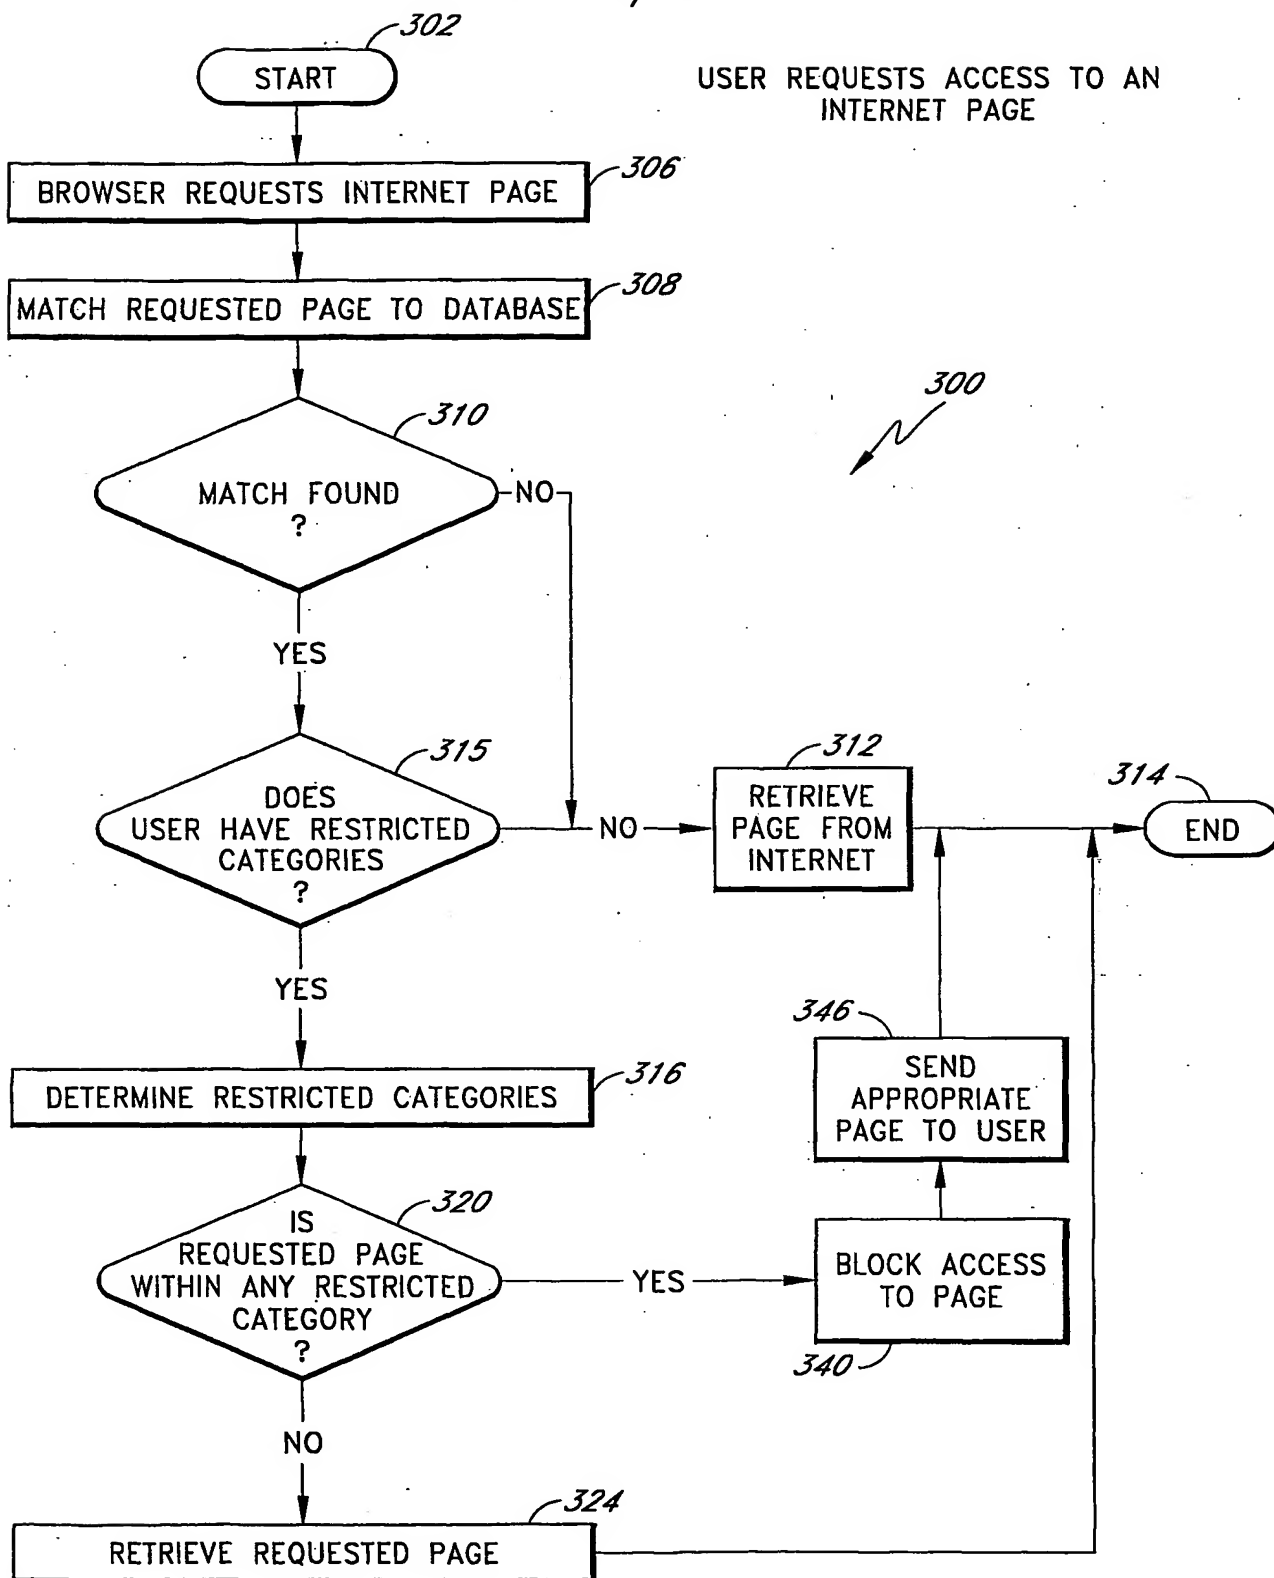 302
START
USER REQUESTS ACCESS TO AN
INTERNET PAGE
306
BROWSER REQUESTS INTERNET PAGE
308
MATCH REQUESTED PAGE TO DATABASE
300
310
MATCH FOUND
?
NO
YES
315
DOES
USER HAVE RESTRICTED
CATEGORIES
?
NO
312
RETRIEVE
PAGE FROM
INTERNET
314
END
YES
316
DETERMINE RESTRICTED CATEGORIES
346
SEND
APPROPRIATE
PAGE TO USER
320
IS
REQUESTED PAGE
WITHIN ANY RESTRICTED
CATEGORY
?
YES
BLOCK ACCESS
TO PAGE
340
NO
324
RETRIEVE REQUESTED PAGE